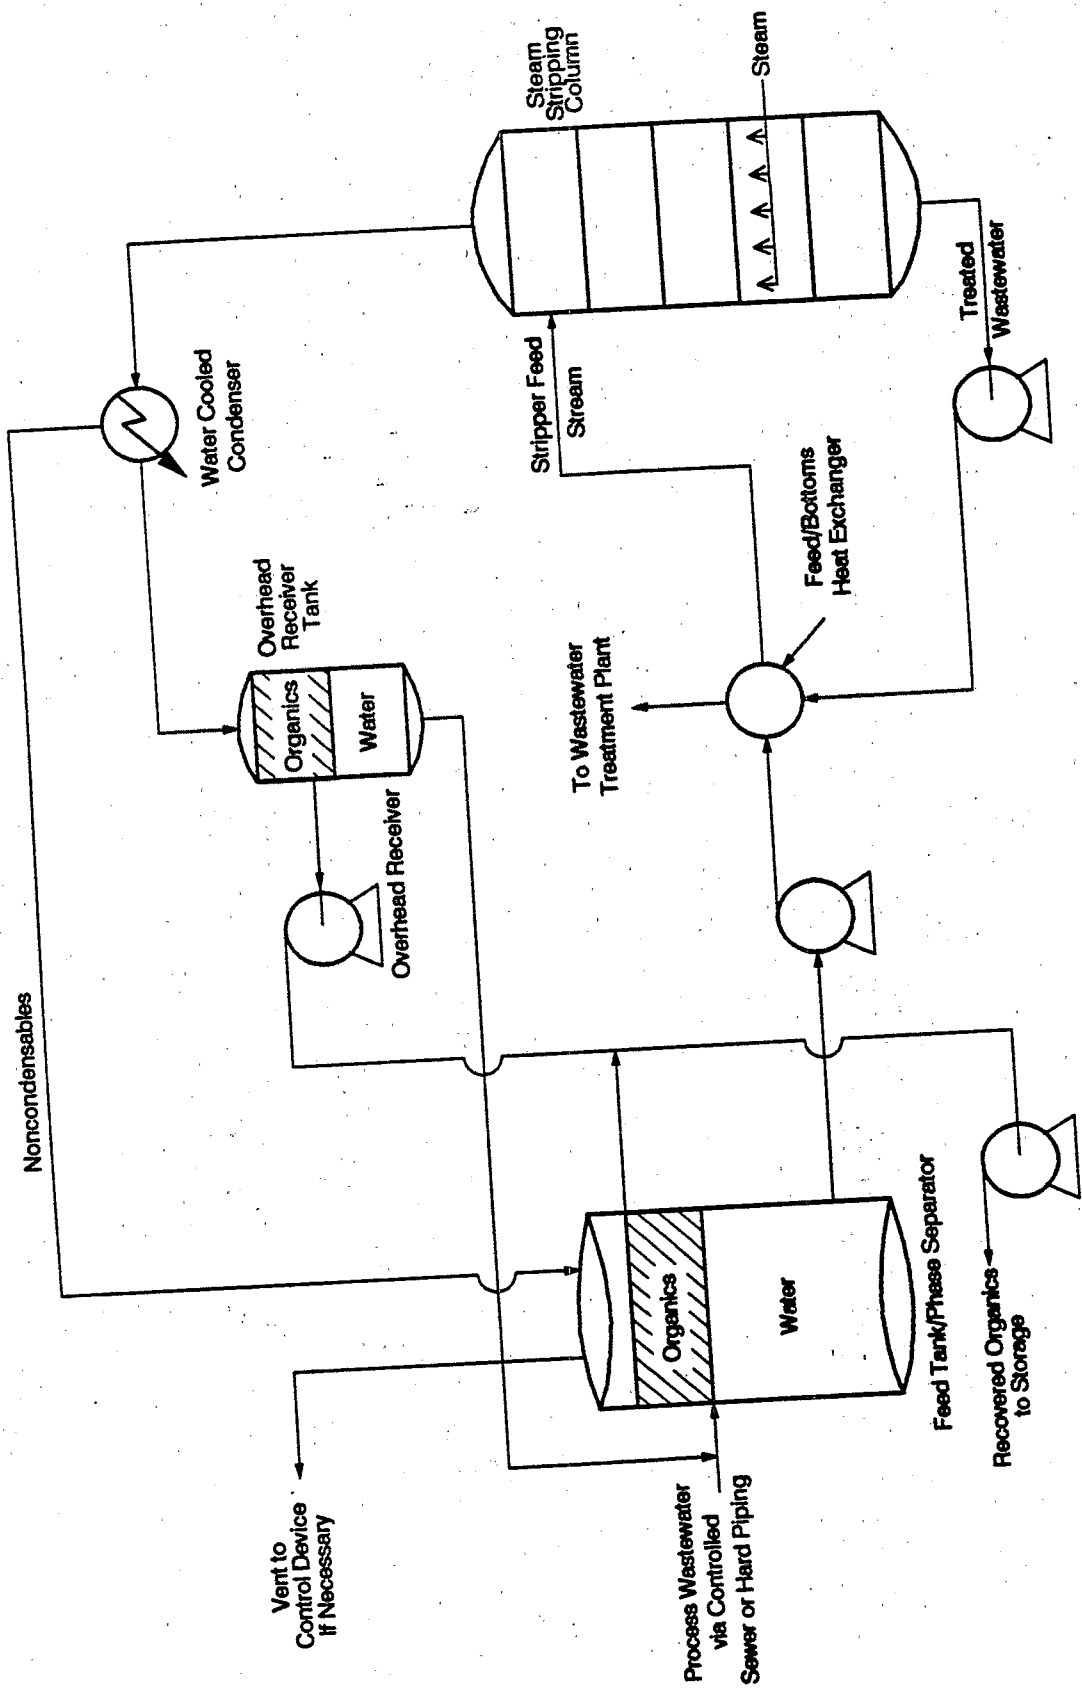 Noncondensables
Vent to
Control Device
If Necessary
Overhead Receiver
Organics
Water
Overhead
Receiver
Tank
Water Cooled
Condenser
Steam
Stripping
Column
Steam
Stripper Feed
Stream
To Wastewater
Treatment Plant
Process Wastewater
via Controlled
Sewer or Hard Piping
Organics
Water
Feed Tank/Phase Separator
Feed/Bottoms
Heat Exchanger
Treated
Wastewater
Recovered Organics
to Storage